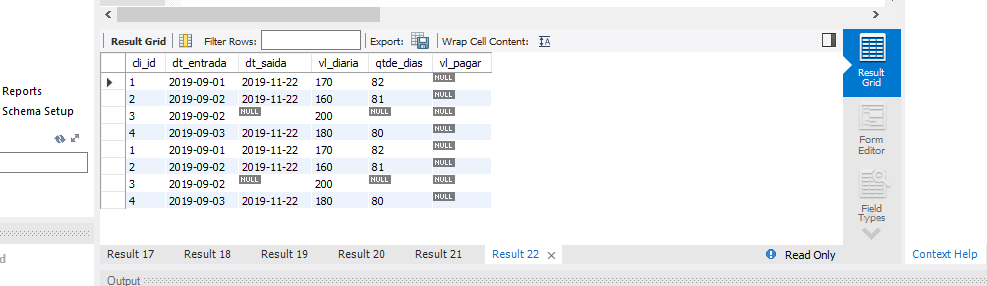 Result Grid Filter Rows: Export: Wrap Cell Content:
cli_id dt_entrada dt_saida vl_diaria qtde_dias vl_pagar
1 2019-09-01 2019-11-22 170 82 NULL
2 2019-09-02 2019-11-22 160 81 NULL
3 2019-09-02 NULL 200 NULL NULL
4 2019-09-03 2019-11-22 180 80 NULL
1 2019-09-01 2019-11-22 170 82 NULL
2 2019-09-02 2019-11-22 160 81 NULL
3 2019-09-02 NULL 200 NULL NULL
4 2019-09-03 2019-11-22 180 80 NULL
Reports
Schema Setup
Result
Grid
Form
Editor
Field
Types
Result 17 Result 18 Result 19 Result 20 Result 21 Result 22 Read Only Context Help
d
Output